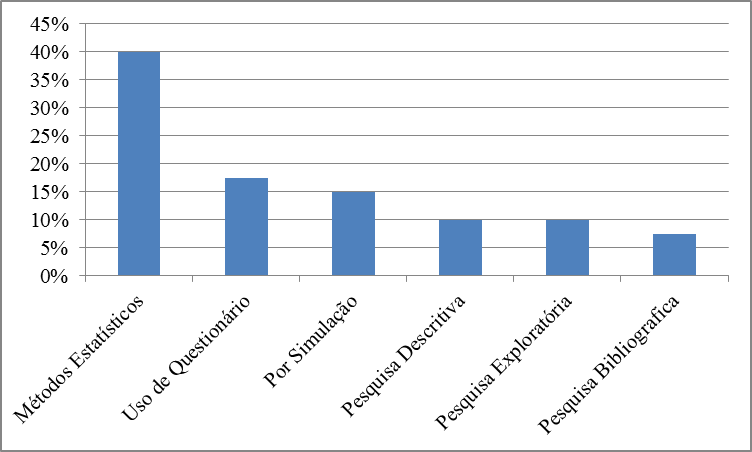 45%
40%
35%
30%
25%
20%
15%
10%
5%
0%
Métodos Estatísticos
Uso de Questionário
Por Simulação
Pesquisa Descritiva
Pesquisa Exploratória
Pesquisa Bibliografica